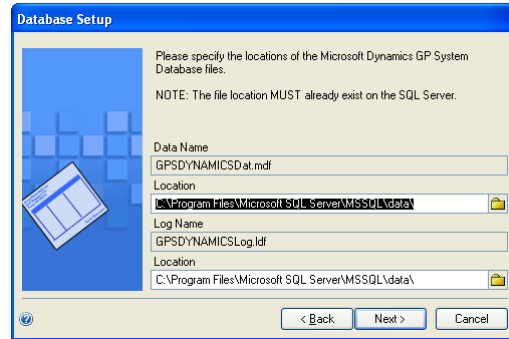 Database Setup
Please specify the locations of the Microsoft Dynamics GP System
Database files.
NOTE: The file location MUST already exist on the SQL Server.
Data Name
GPSDYNAMICSDat.mdf
Location
C:\Program Files\Microsoft SQL Server\MSSQL\data\
Log Name
GPSDYNAMICSLog.ldf
Location
C:\Program Files\Microsoft SQL Server\MSSQL\data\
< Back Next > Cancel